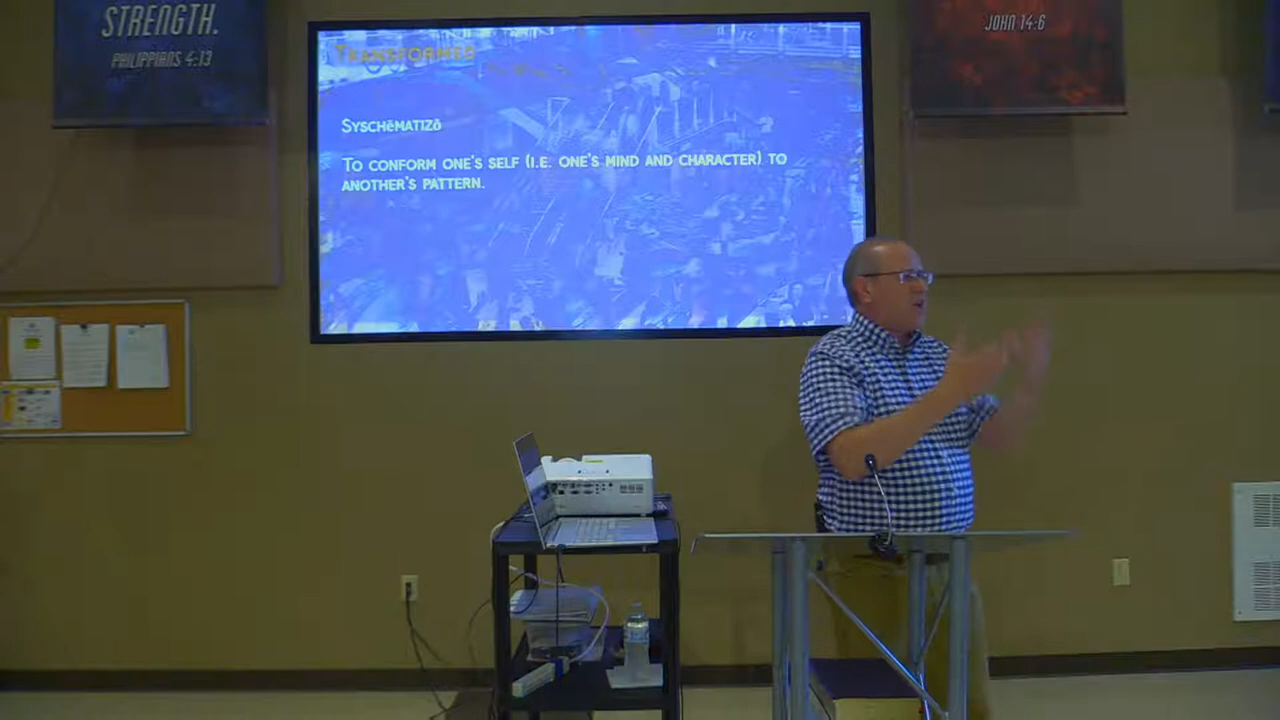 STRENGTH.
PHILIPPIANS 4:13
JOHN 14:6
TRANSFORMED
SYSCHēMATIZō
TO CONFORM ONE'S SELF (I.E. ONE'S MIND AND CHARACTER) TO
ANOTHER'S PATTERN.